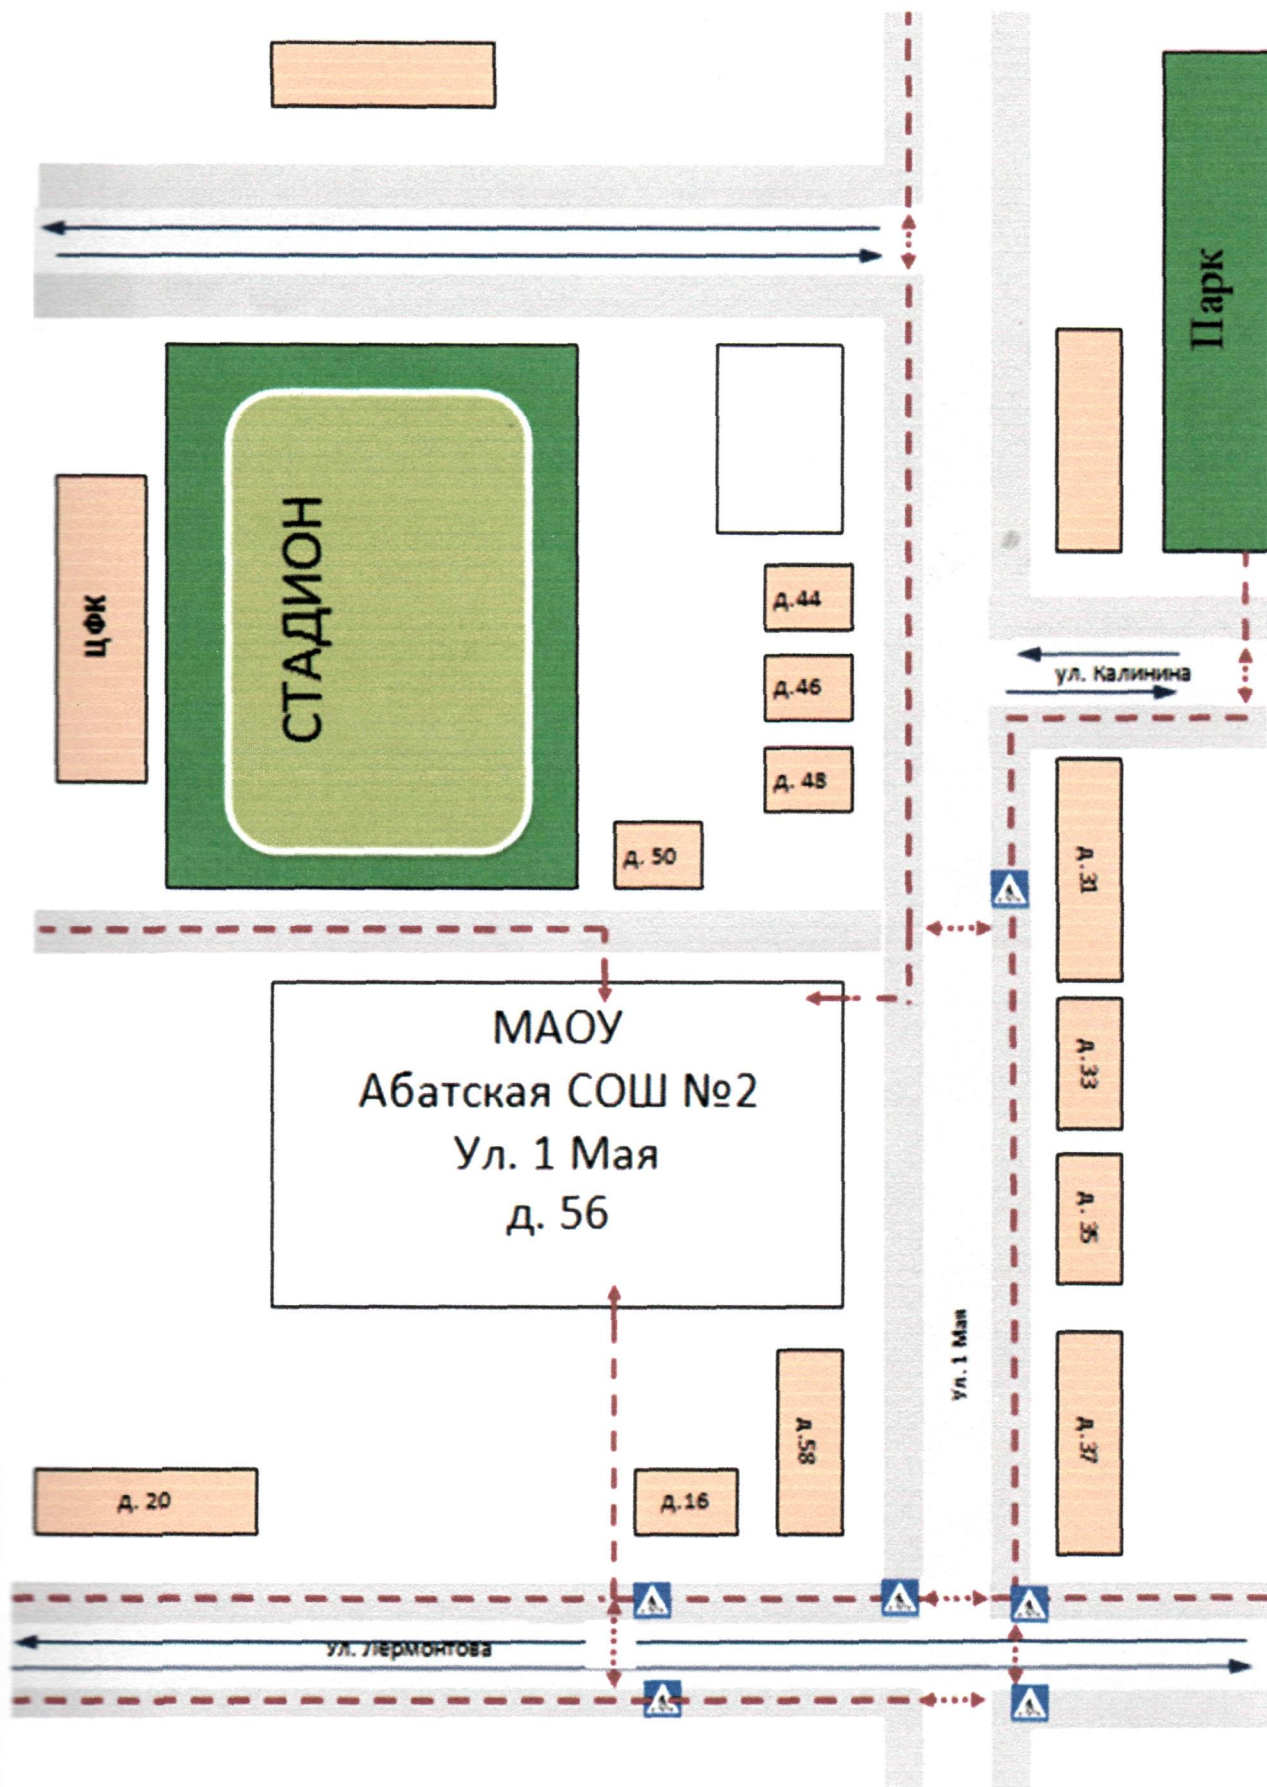 Парк
СТАДИОН
ЦФК
д.44
д.46
ул. Калинина
д. 48
д. 50
д.31
МАОУ
Абатская СОШ №2
Ул. 1 Мая
д. 56
д.33
д. 35
Ул. 1 Мая
д.37
д.58
д. 20
д.16
Ул. Лермонтова